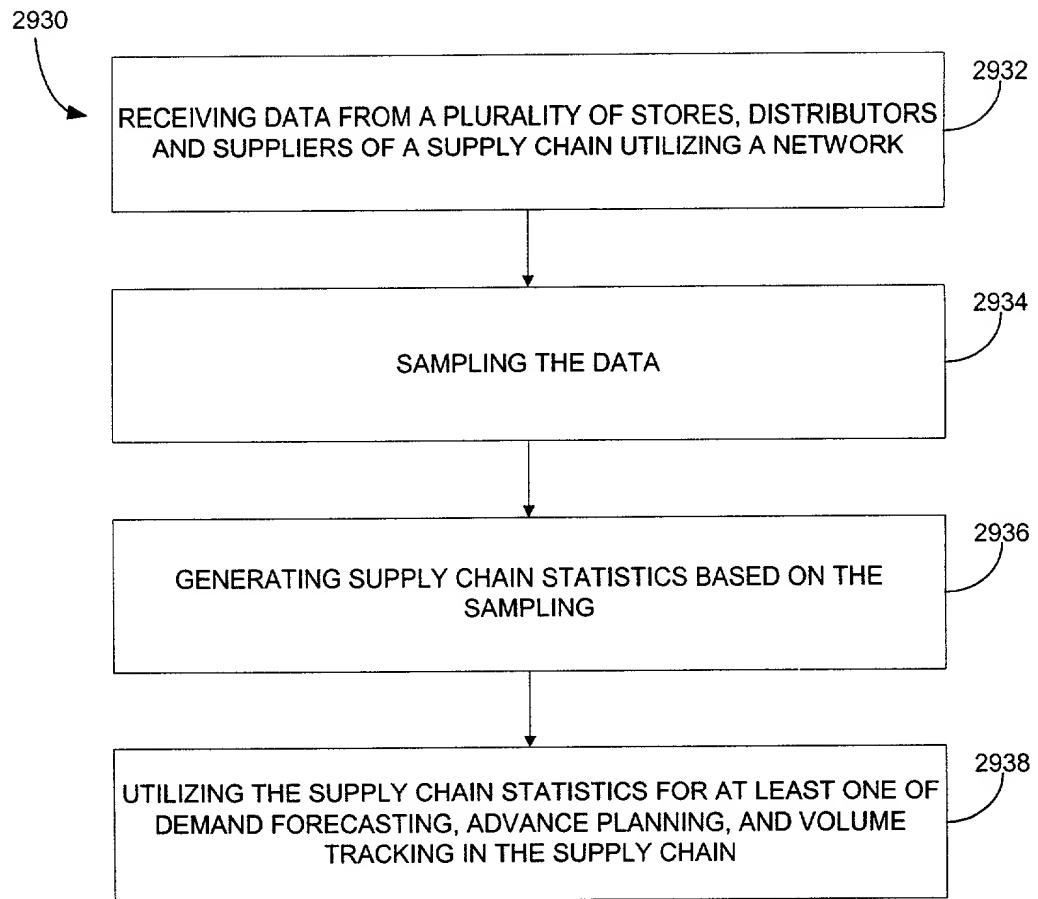 2930
2932
RECEIVING DATA FROM A PLURALITY OF STORES, DISTRIBUTORS
AND SUPPLIERS OF A SUPPLY CHAIN UTILIZING A NETWORK
2934
SAMPLING THE DATA
2936
GENERATING SUPPLY CHAIN STATISTICS BASED ON THE
SAMPLING
2938
UTILIZING THE SUPPLY CHAIN STATISTICS FOR AT LEAST ONE OF
DEMAND FORECASTING, ADVANCE PLANNING, AND VOLUME
TRACKING IN THE SUPPLY CHAIN